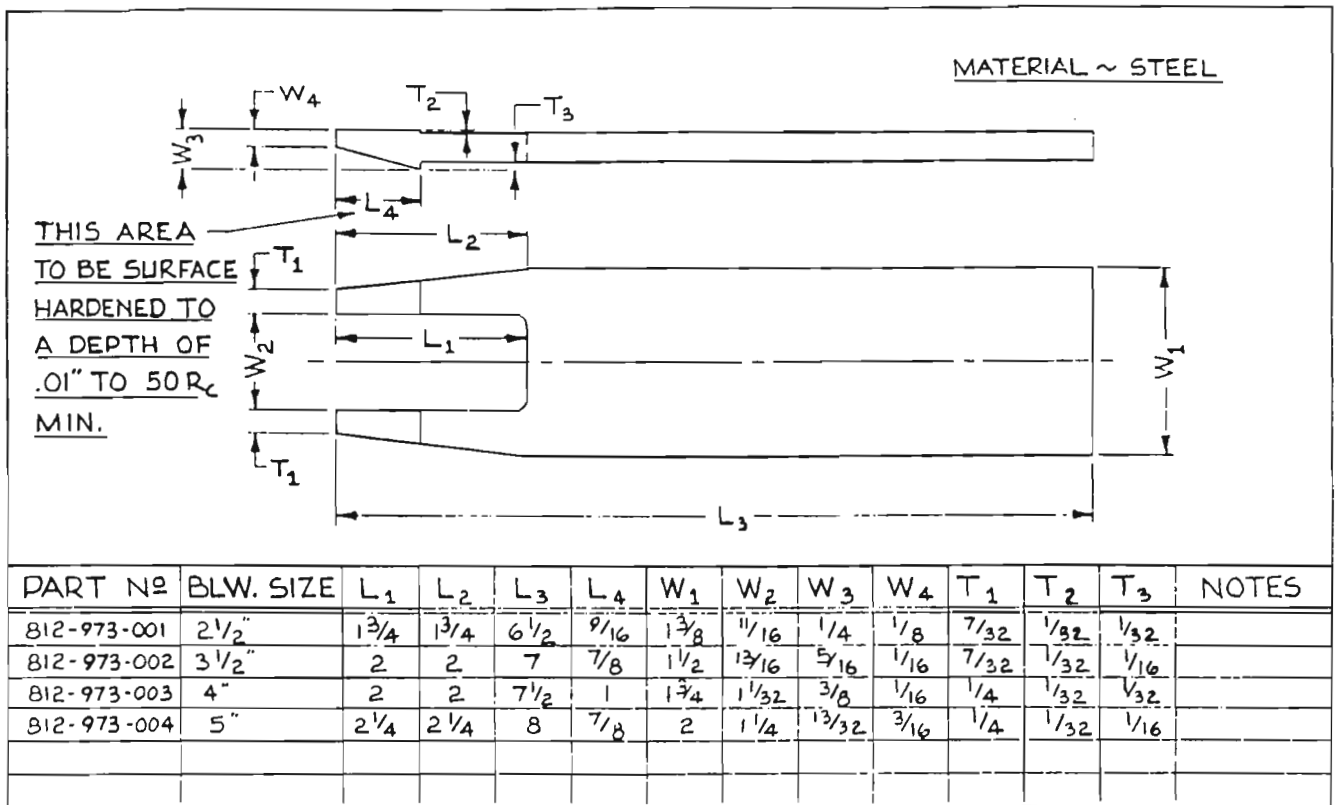 MATERIAL ~ STEEL
W₄
T₂
T₃
W₃
L₄
THIS AREA
TO BE SURFACE
HARDENED TO
A DEPTH OF
.01" TO 50 Rc
MIN.
L₂
T₁
L₁
W₂
W₁
T₁
L₃
PART Nº BLW. SIZE L₁ L₂ L₃ L₄ W₁ W₂ W₃ W₄ T₁ T₂ T₃ NOTES
812-973-001 2 1/2" 1 3/4 1 3/4 6 1/2 9/16 1 3/8 11/16 1/4 1/8 7/32 1/32 1/32
812-973-002 3 1/2" 2 2 7 7/8 1 1/2 13/16 5/16 1/16 7/32 1/32 1/16
812-973-003 4" 2 2 7 1/2 1 1 3/4 1 1/32 3/8 1/16 1/4 1/32 1/32
812-973-004 5" 2 1/4 2 1/4 8 7/8 2 1 1/4 13/32 3/16 1/4 1/32 1/16